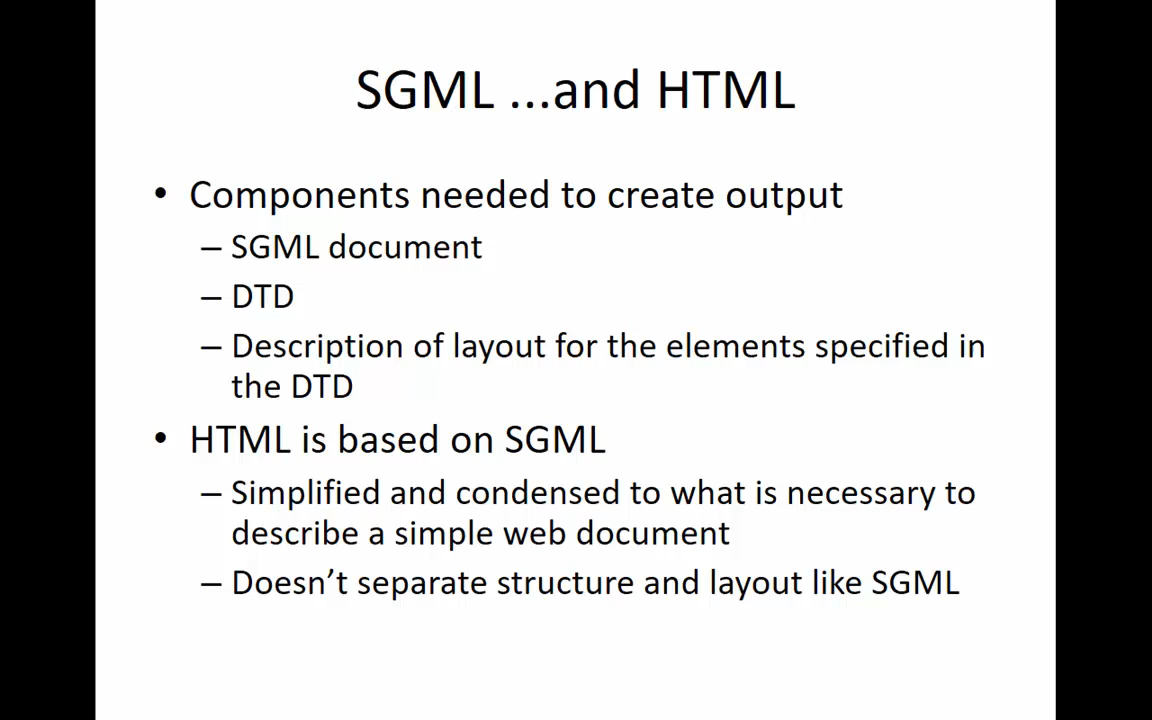 SGML ...and HTML
• Components needed to create output
– SGML document
– DTD
– Description of layout for the elements specified in
the DTD
• HTML is based on SGML
– Simplified and condensed to what is necessary to
describe a simple web document
– Doesn’t separate structure and layout like SGML